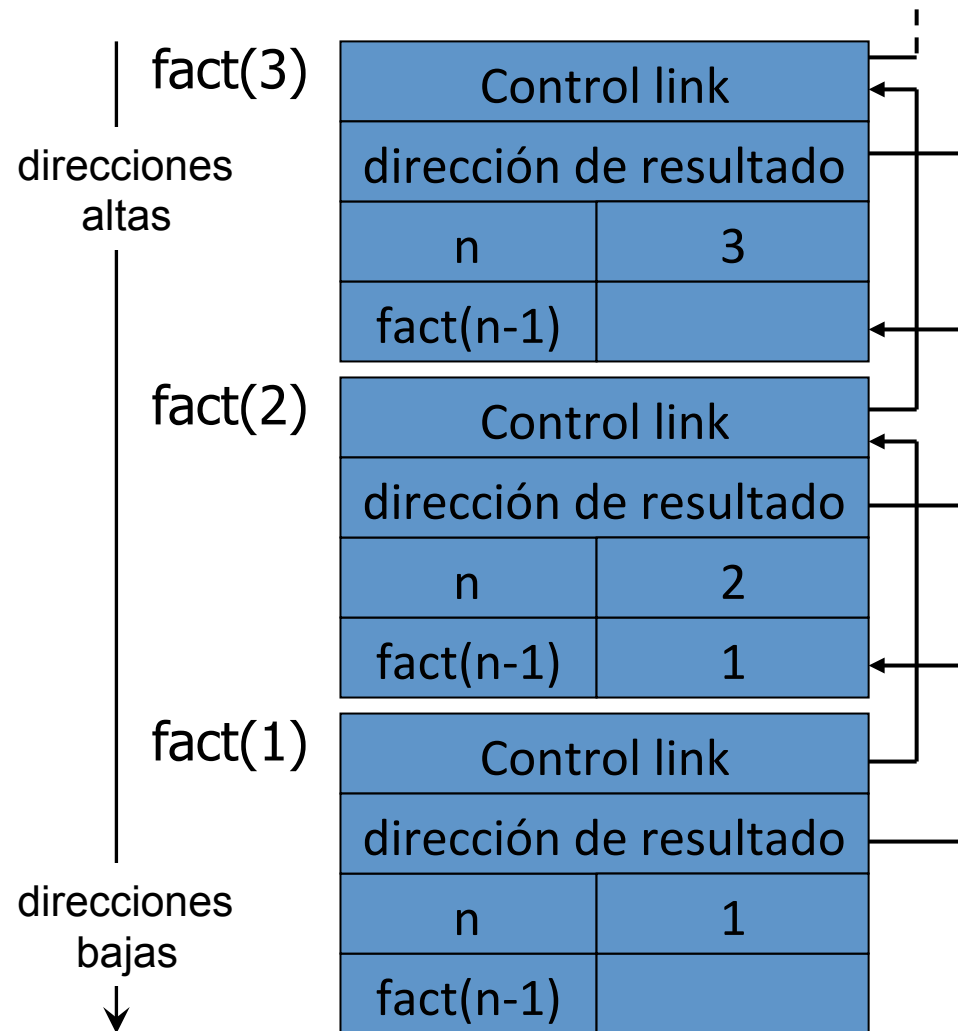 fact(3)
Control link
direcciones
altas
dirección de resultado
n 3
fact(n-1)
fact(2)
Control link
dirección de resultado
n 2
fact(n-1) 1
fact(1)
Control link
dirección de resultado
direcciones
bajas
n 1
fact(n-1)